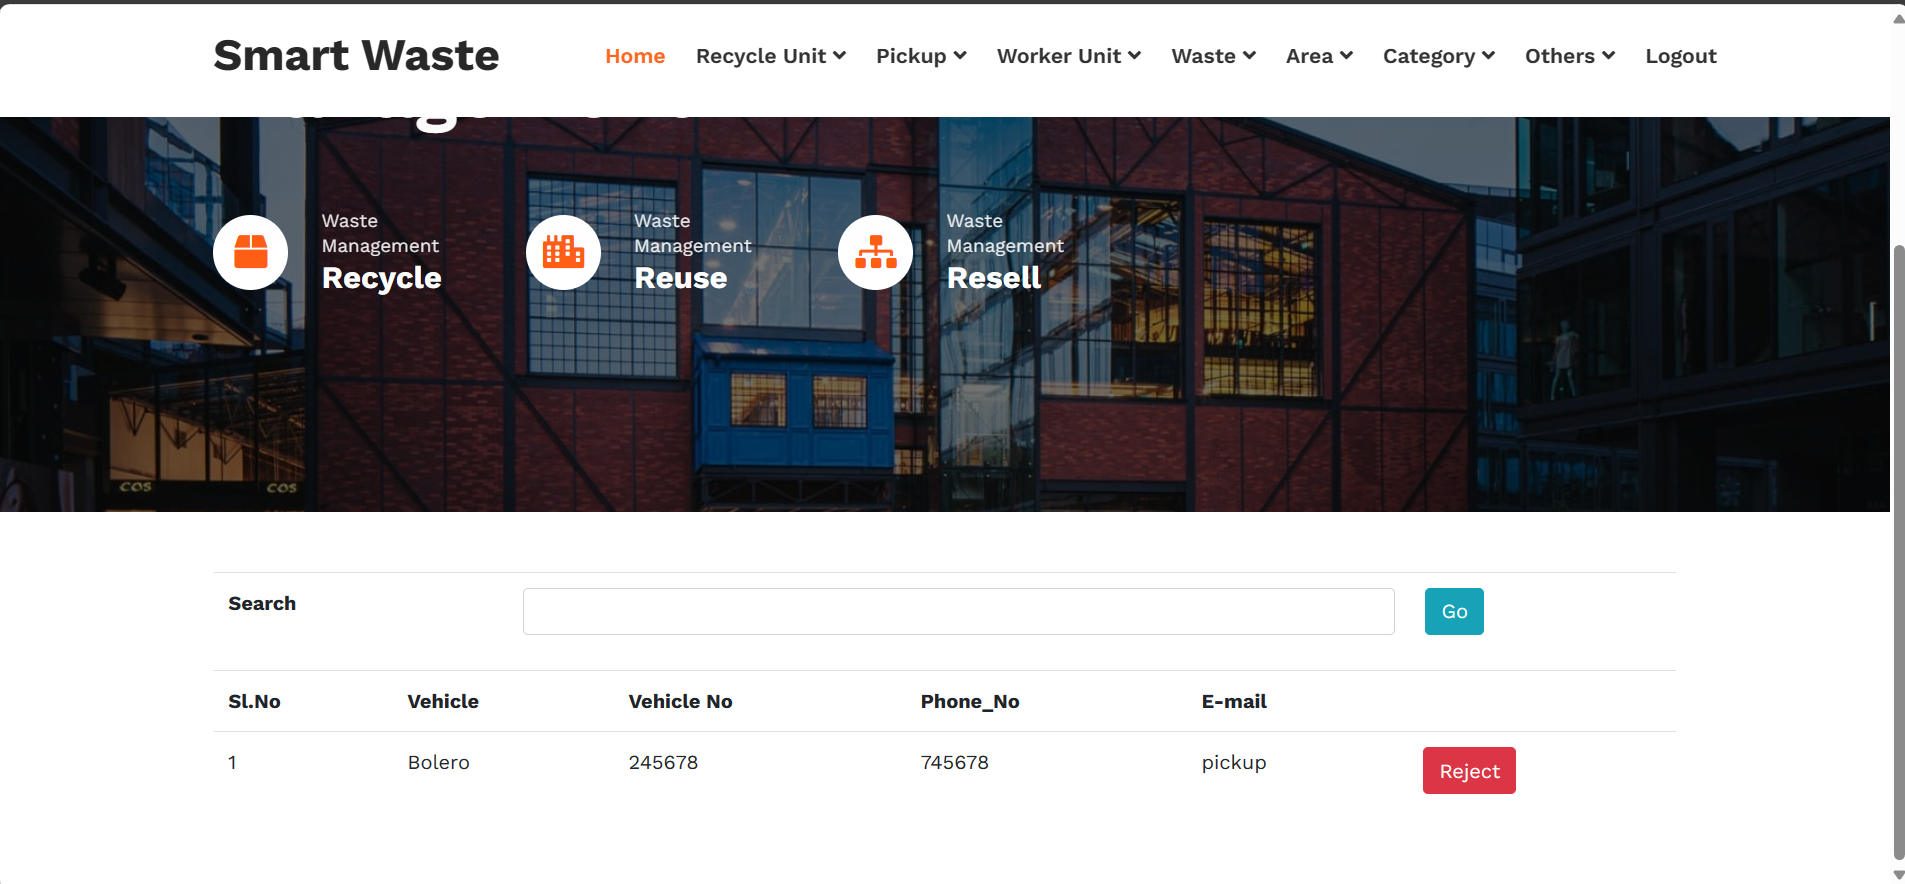 Smart Waste
Home Recycle Unit Pickup Worker Unit Waste Area Category Others Logout
Waste
Management
Recycle
Waste
Management
Reuse
Waste
Management
Resell
COS COS
Search Go
Sl.No Vehicle Vehicle No Phone_No E-mail
1 Bolero 245678 745678 pickup Reject